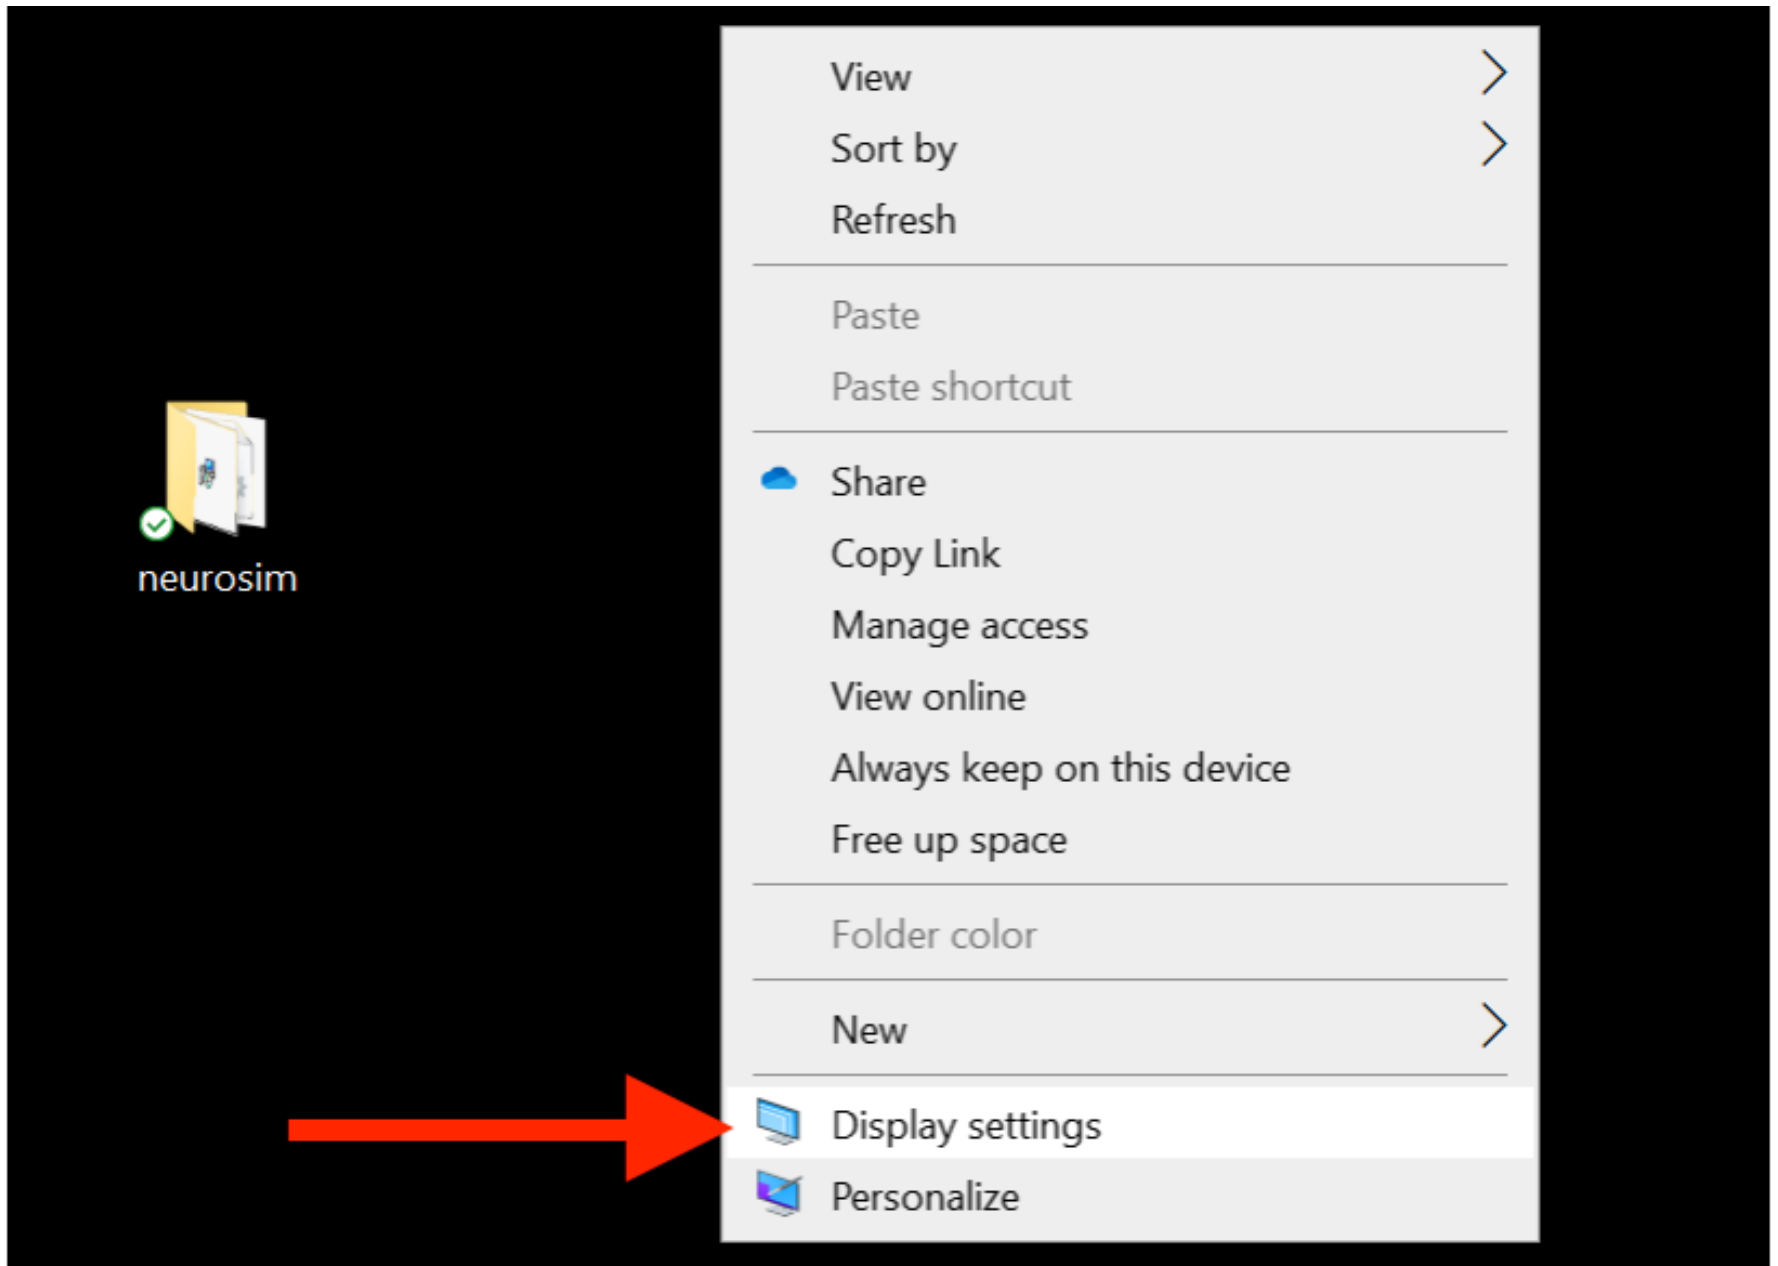 View
Sort by
Refresh
Paste
Paste shortcut
Share
Copy Link
Manage access
View online
Always keep on this device
Free up space
Folder color
New
Display settings
Personalize
neurosim